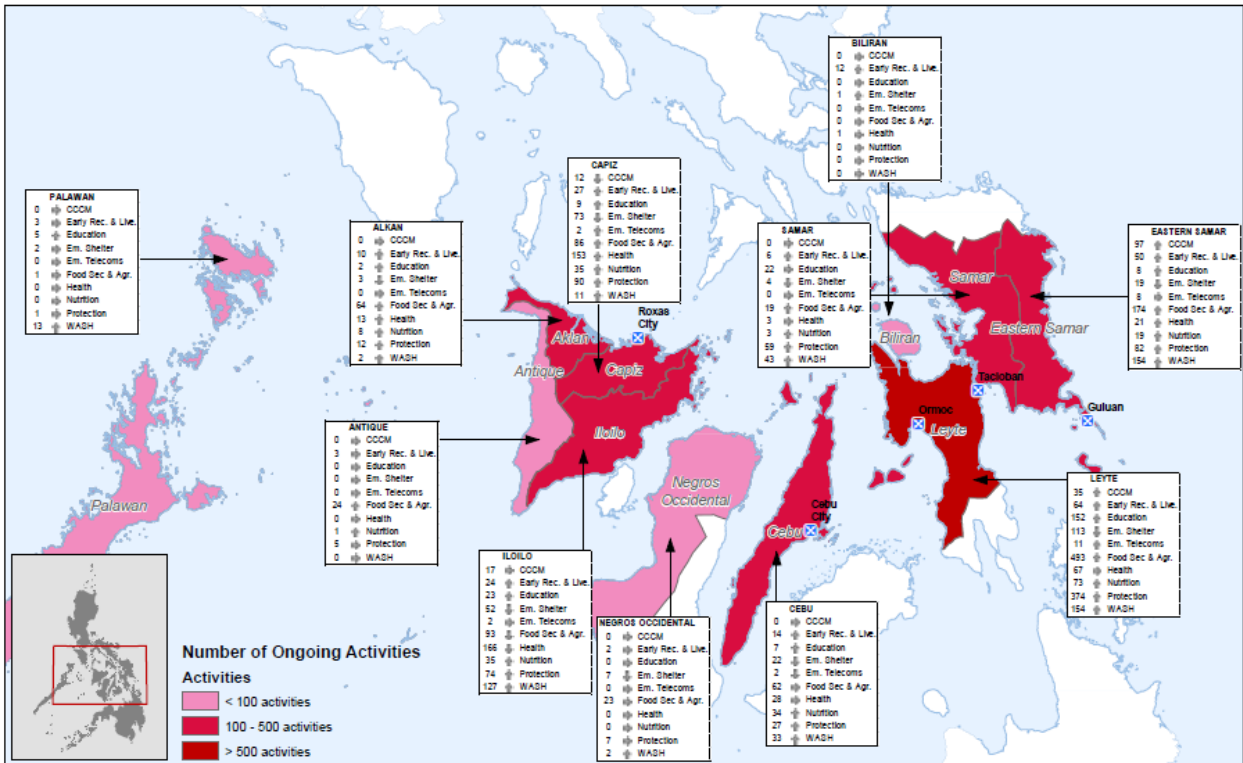 BILIRAN
0 CCCM
12 Early Rec. & Live.
0 Education
1 Em. Shelter
0 Em. Telecoms
0 Food Sec & Agr.
1 Health
0 Nutrition
0 Protection
0 WASH
CAPIZ
12 CCCM
27 Early Rec. & Live.
9 Education
73 Em. Shelter
2 Em. Telecoms
86 Food Sec & Agr.
153 Health
35 Nutrition
90 Protection
11 WASH
PALAWAN
0 CCCM
3 Early Rec. & Live.
5 Education
2 Em. Shelter
0 Em. Telecoms
1 Food Sec & Agr.
0 Health
0 Nutrition
1 Protection
13 WASH
ALKAN
0 CCCM
10 Early Rec. & Live.
2 Education
3 Em. Shelter
0 Em. Telecoms
64 Food Sec & Agr.
13 Health
8 Nutrition
12 Protection
2 WASH
SAMAR
0 CCCM
6 Early Rec. & Live.
22 Education
4 Em. Shelter
0 Em. Telecoms
19 Food Sec & Agr.
3 Health
3 Nutrition
59 Protection
43 WASH
EASTERN SAMAR
97 CCCM
50 Early Rec. & Live.
8 Education
19 Em. Shelter
8 Em. Telecoms
174 Food Sec & Agr.
21 Health
19 Nutrition
82 Protection
154 WASH
Samar
Eastern Samar
Biliran
Roxas
City
Aklan
Capiz
Antique
Iloilo
Tacloban
Guiuan
Ormoc
Leyte
Negros
Occidental
Cebu
City
Cebu
Palawan
ANTIQUE
0 CCCM
3 Early Rec. & Live.
0 Education
0 Em. Shelter
0 Em. Telecoms
24 Food Sec & Agr.
0 Health
1 Nutrition
5 Protection
0 WASH
LEYTE
35 CCCM
64 Early Rec. & Live.
152 Education
113 Em. Shelter
11 Em. Telecoms
493 Food Sec & Agr.
67 Health
73 Nutrition
374 Protection
154 WASH
ILOILO
17 CCCM
24 Early Rec. & Live.
23 Education
52 Em. Shelter
2 Em. Telecoms
93 Food Sec & Agr.
166 Health
35 Nutrition
74 Protection
127 WASH
NEGROS OCCIDENTAL
0 CCCM
2 Early Rec. & Live.
0 Education
7 Em. Shelter
0 Em. Telecoms
23 Food Sec & Agr.
0 Health
0 Nutrition
7 Protection
2 WASH
CEBU
0 CCCM
14 Early Rec. & Live.
7 Education
22 Em. Shelter
2 Em. Telecoms
62 Food Sec & Agr.
28 Health
34 Nutrition
27 Protection
33 WASH
Number of Ongoing Activities
Activities
< 100 activities
100 - 500 activities
> 500 activities